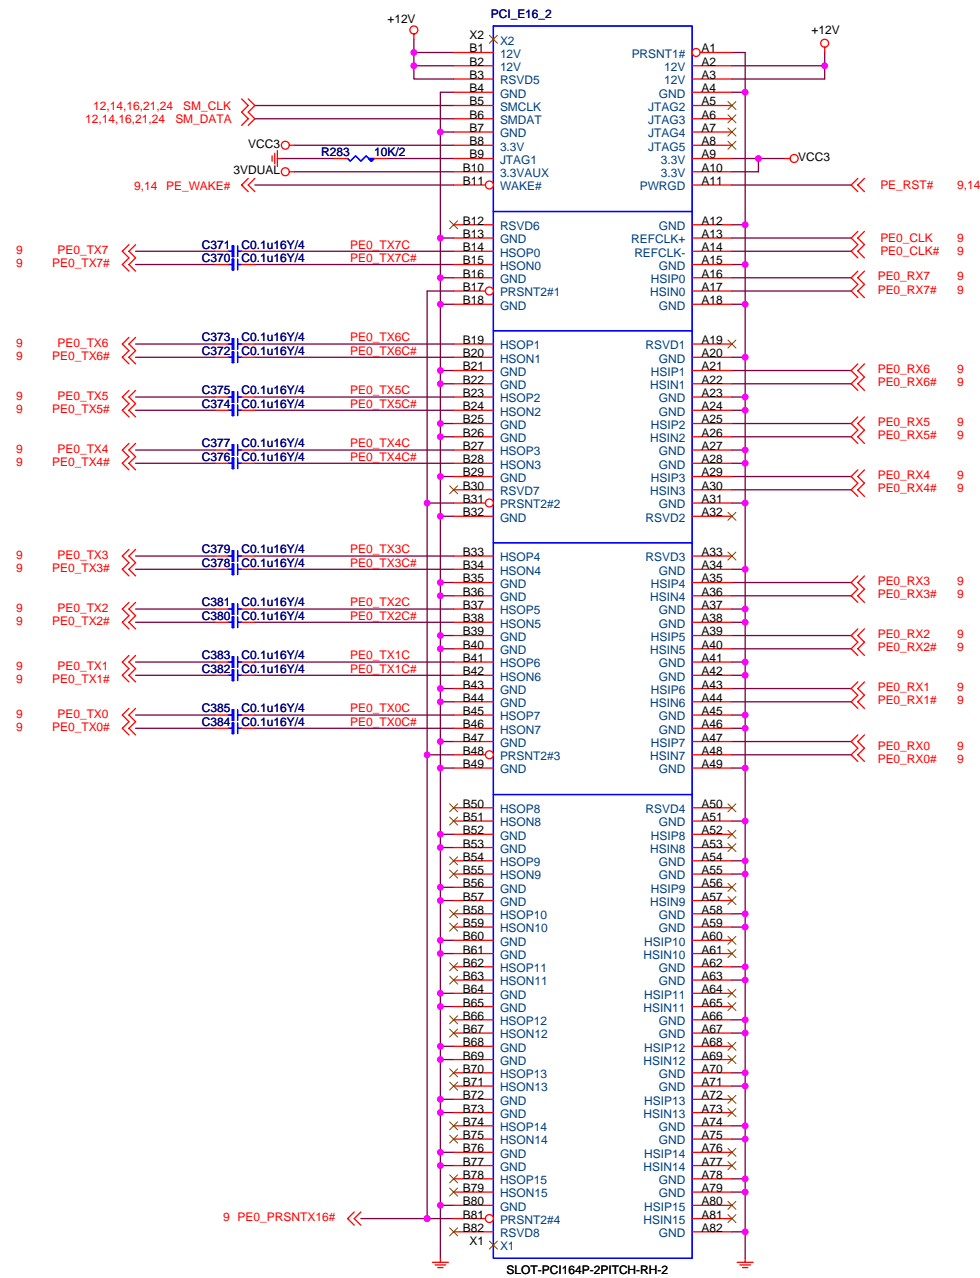 PCI_E16_2
+12V
+12V
X2 X2
B1 12V PRSNT1# A1
B2 12V 12V A2
B3 RSVD5 12V A3
B4 GND GND A4
12,14,16,21,24 SM_CLK B5 SMCLK JTAG2 A5
12,14,16,21,24 SM_DATA B6 SMDAT JTAG3 A6
B7 GND JTAG4 A7
VCC3 B8 3.3V JTAG5 A8
R283 10K/2 B9 JTAG1 3.3V A9 VCC3
3VDUAL B10 3.3VAUX 3.3V A10
9,14 PE_WAKE# B11 WAKE# PWRGD A11 PE_RST# 9,14
B12 RSVD6 GND A12
B13 GND REFCLK+ A13 PE0_CLK 9
9 PE0_TX7 C371 C0.1u16Y/4 PE0_TX7C B14 HSOP0 REFCLK- A14 PE0_CLK# 9
9 PE0_TX7# C370 C0.1u16Y/4 PE0_TX7C# B15 HSON0 GND A15
B16 GND HSIP0 A16 PE0_RX7 9
B17 PRSNT2#1 HSIN0 A17 PE0_RX7# 9
B18 GND GND A18
9 PE0_TX6 C373 C0.1u16Y/4 PE0_TX6C B19 HSOP1 RSVD1 A19
9 PE0_TX6# C372 C0.1u16Y/4 PE0_TX6C# B20 HSON1 GND A20
B21 GND HSIP1 A21 PE0_RX6 9
B22 GND HSIN1 A22 PE0_RX6# 9
9 PE0_TX5 C375 C0.1u16Y/4 PE0_TX5C B23 HSOP2 GND A23
9 PE0_TX5# C374 C0.1u16Y/4 PE0_TX5C# B24 HSON2 GND A24
B25 GND HSIP2 A25 PE0_RX5 9
B26 GND HSIN2 A26 PE0_RX5# 9
9 PE0_TX4 C377 C0.1u16Y/4 PE0_TX4C B27 HSOP3 GND A27
9 PE0_TX4# C376 C0.1u16Y/4 PE0_TX4C# B28 HSON3 GND A28
B29 GND HSIP3 A29 PE0_RX4 9
B30 RSVD7 HSIN3 A30 PE0_RX4# 9
B31 PRSNT2#2 GND A31
B32 GND RSVD2 A32
9 PE0_TX3 C379 C0.1u16Y/4 PE0_TX3C B33 HSOP4 RSVD3 A33
9 PE0_TX3# C378 C0.1u16Y/4 PE0_TX3C# B34 HSON4 GND A34
B35 GND HSIP4 A35 PE0_RX3 9
B36 GND HSIN4 A36 PE0_RX3# 9
9 PE0_TX2 C381 C0.1u16Y/4 PE0_TX2C B37 HSOP5 GND A37
9 PE0_TX2# C380 C0.1u16Y/4 PE0_TX2C# B38 HSON5 GND A38
B39 GND HSIP5 A39 PE0_RX2 9
B40 GND HSIN5 A40 PE0_RX2# 9
9 PE0_TX1 C383 C0.1u16Y/4 PE0_TX1C B41 HSOP6 GND A41
9 PE0_TX1# C382 C0.1u16Y/4 PE0_TX1C# B42 HSON6 GND A42
B43 GND HSIP6 A43 PE0_RX1 9
B44 GND HSIN6 A44 PE0_RX1# 9
9 PE0_TX0 C385 C0.1u16Y/4 PE0_TX0C B45 HSOP7 GND A45
9 PE0_TX0# C384 C0.1u16Y/4 PE0_TX0C# B46 HSON7 GND A46
B47 GND HSIP7 A47 PE0_RX0 9
B48 PRSNT2#3 HSIN7 A48 PE0_RX0# 9
B49 GND GND A49
B50 HSOP8 RSVD4 A50
B51 HSON8 GND A51
B52 GND HSIP8 A52
B53 GND HSIN8 A53
B54 HSOP9 GND A54
B55 HSON9 GND A55
B56 GND HSIP9 A56
B57 GND HSIN9 A57
B58 HSOP10 GND A58
B59 HSON10 GND A59
B60 GND HSIP10 A60
B61 GND HSIN10 A61
B62 HSOP11 GND A62
B63 HSON11 GND A63
B64 GND HSIP11 A64
B65 GND HSIN11 A65
B66 HSOP12 GND A66
B67 HSON12 GND A67
B68 GND HSIP12 A68
B69 GND HSIN12 A69
B70 HSOP13 GND A70
B71 HSON13 GND A71
B72 GND HSIP13 A72
B73 GND HSIN13 A73
B74 HSOP14 GND A74
B75 HSON14 GND A75
B76 GND HSIP14 A76
B77 GND HSIN14 A77
B78 HSOP15 GND A78
B79 HSON15 GND A79
B80 GND HSIP15 A80
9 PE0_PRSNTX16# B81 PRSNT2#4 HSIN15 A81
B82 RSVD8 GND A82
X1 X1
SLOT-PCI164P-2PITCH-RH-2